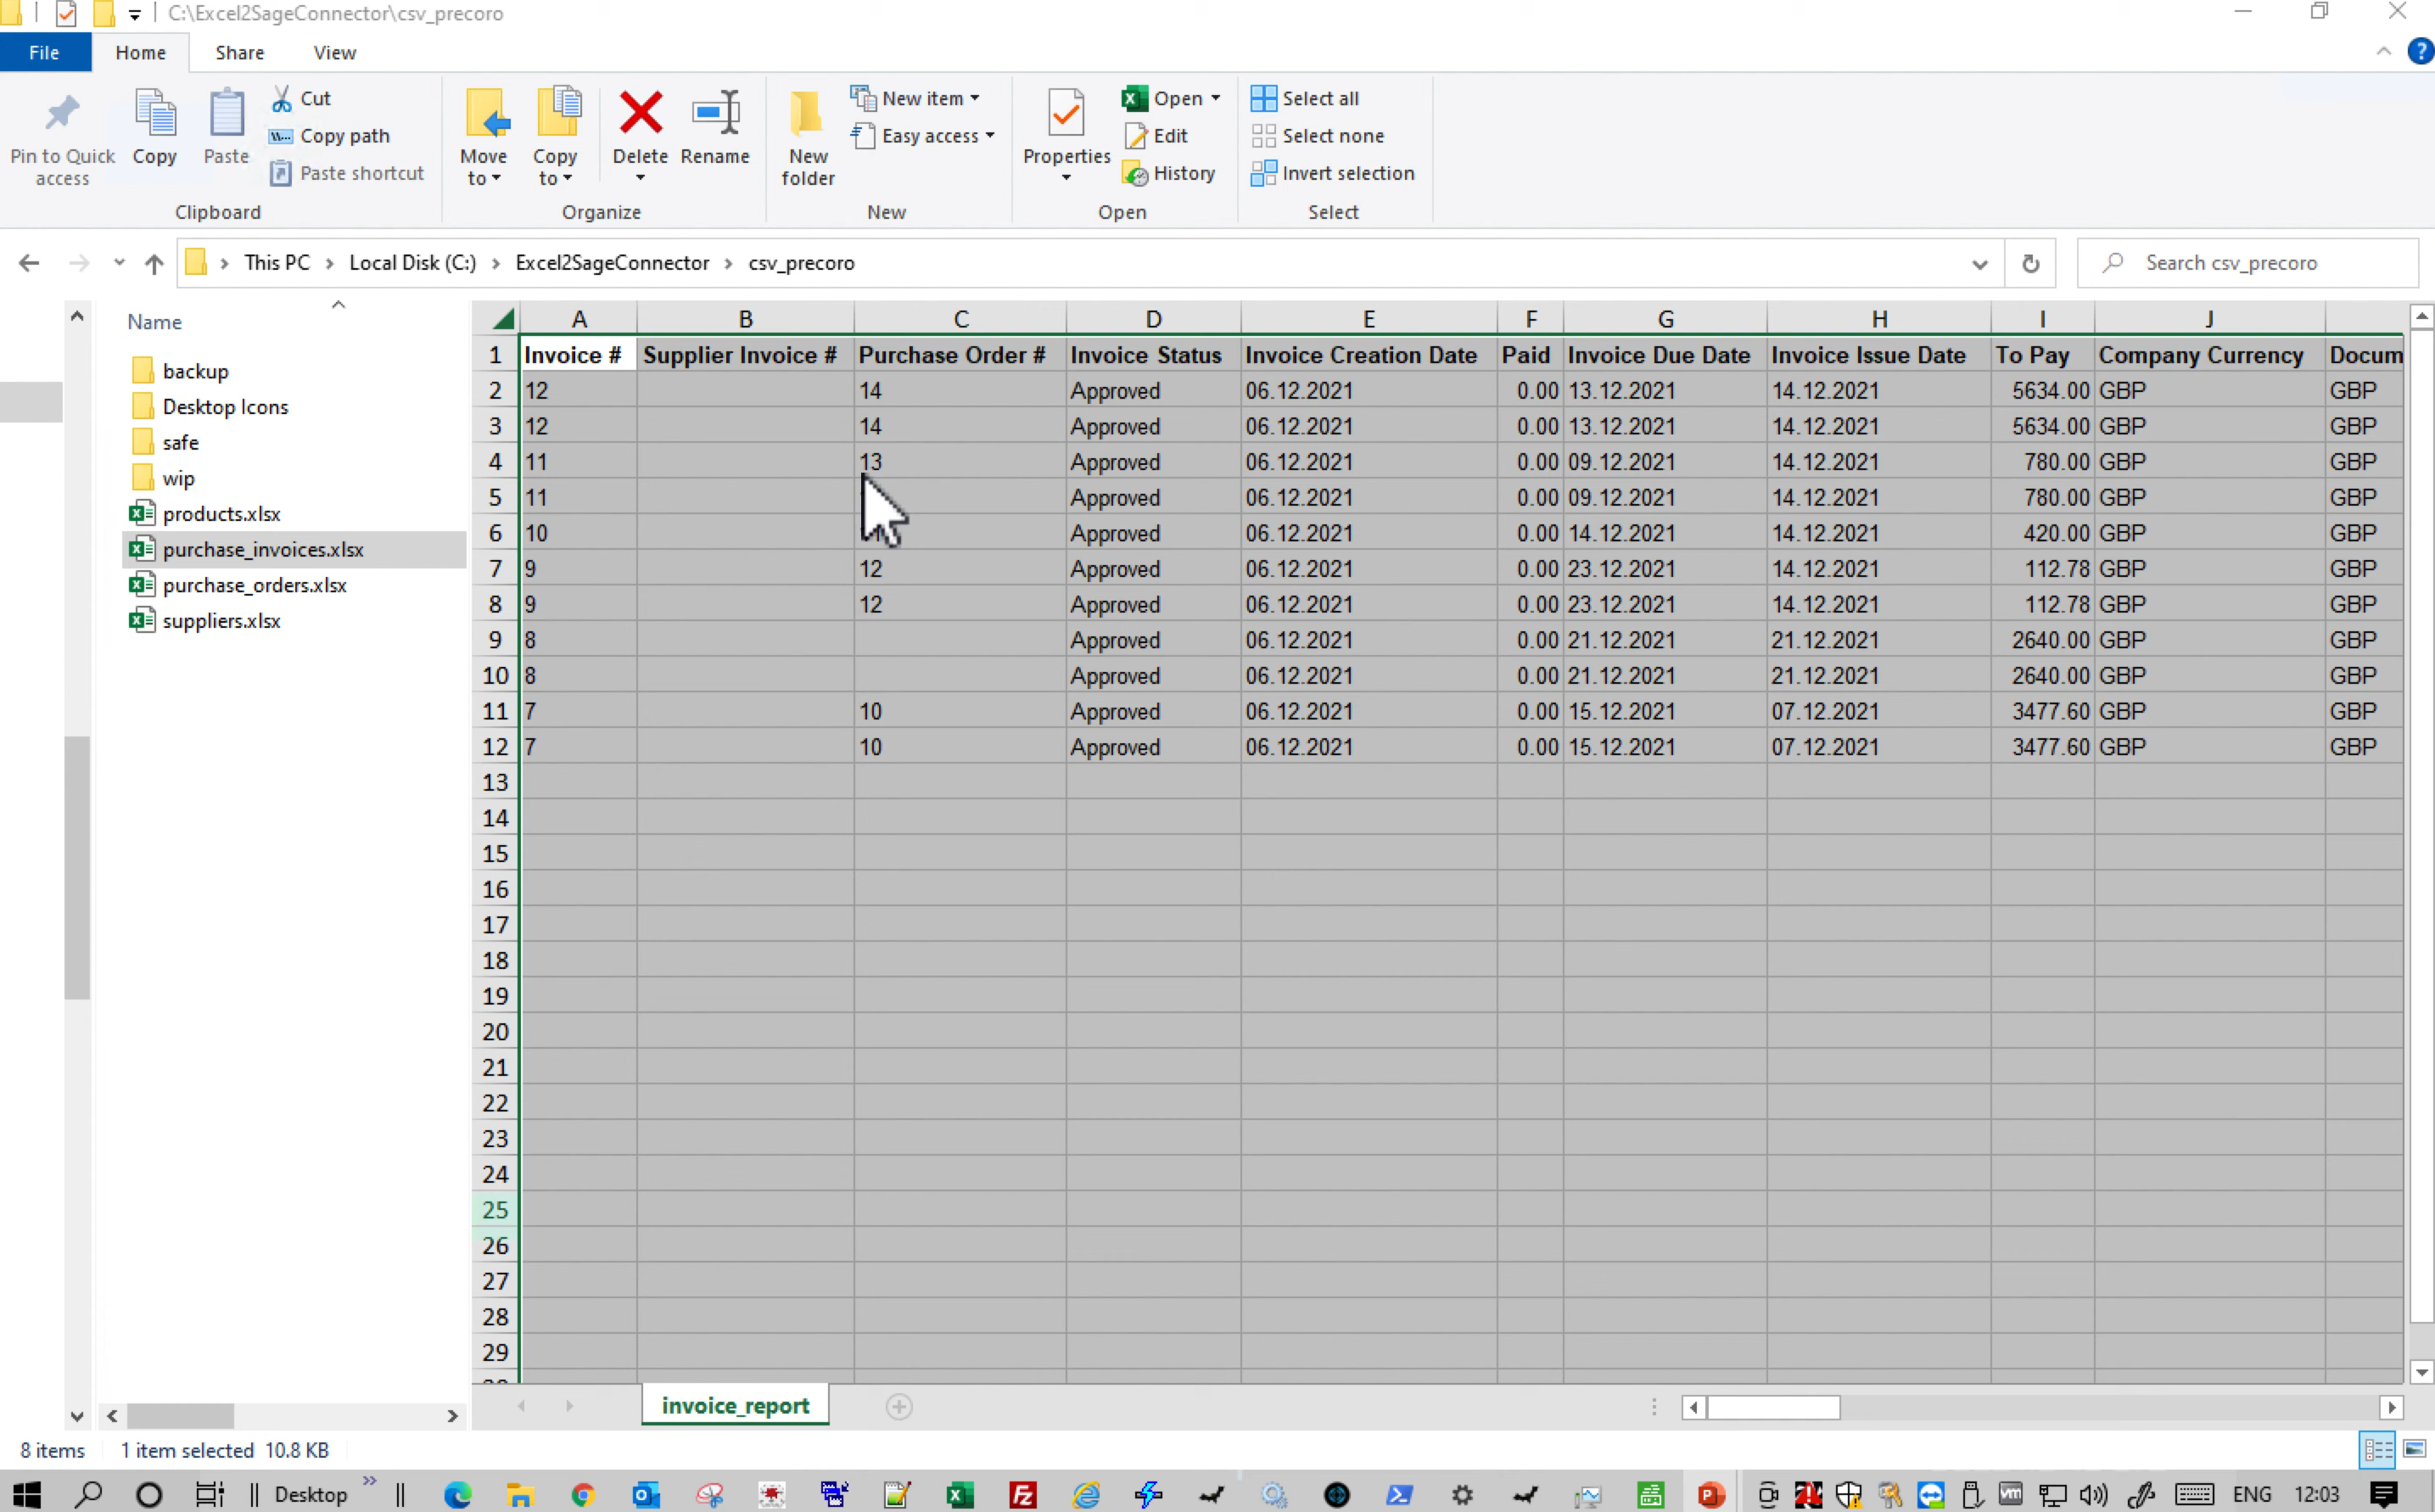 C:\Excel2SageConnector\csv_precoro
File Home Share View
Pin to Quick access
Copy
Paste
Cut
Copy path
Paste shortcut
Clipboard
Move to
Copy to
Delete
Rename
Organize
New folder
New item
Easy access
New
Properties
Open
Edit
History
Open
Select all
Select none
Invert selection
Select
This PC Local Disk (C:) Excel2SageConnector csv_precoro
Search csv_precoro
Name
backup
Desktop Icons
safe
wip
products.xlsx
purchase_invoices.xlsx
purchase_orders.xlsx
suppliers.xlsx
A B C D E F G H I J
1 Invoice # Supplier Invoice # Purchase Order # Invoice Status Invoice Creation Date Paid Invoice Due Date Invoice Issue Date To Pay Company Currency Docum
2 12 14 Approved 06.12.2021 0.00 13.12.2021 14.12.2021 5634.00 GBP GBP
3 12 14 Approved 06.12.2021 0.00 13.12.2021 14.12.2021 5634.00 GBP GBP
4 11 13 Approved 06.12.2021 0.00 09.12.2021 14.12.2021 780.00 GBP GBP
5 11 Approved 06.12.2021 0.00 09.12.2021 14.12.2021 780.00 GBP GBP
6 10 Approved 06.12.2021 0.00 14.12.2021 14.12.2021 420.00 GBP GBP
7 9 12 Approved 06.12.2021 0.00 23.12.2021 14.12.2021 112.78 GBP GBP
8 9 12 Approved 06.12.2021 0.00 23.12.2021 14.12.2021 112.78 GBP GBP
9 8 Approved 06.12.2021 0.00 21.12.2021 21.12.2021 2640.00 GBP GBP
10 8 Approved 06.12.2021 0.00 21.12.2021 21.12.2021 2640.00 GBP GBP
11 7 10 Approved 06.12.2021 0.00 15.12.2021 07.12.2021 3477.60 GBP GBP
12 7 10 Approved 06.12.2021 0.00 15.12.2021 07.12.2021 3477.60 GBP GBP
13
14
15
16
17
18
19
20
21
22
23
24
25
26
27
28
29
invoice_report
8 items 1 item selected 10.8 KB
Desktop
ENG 12:03